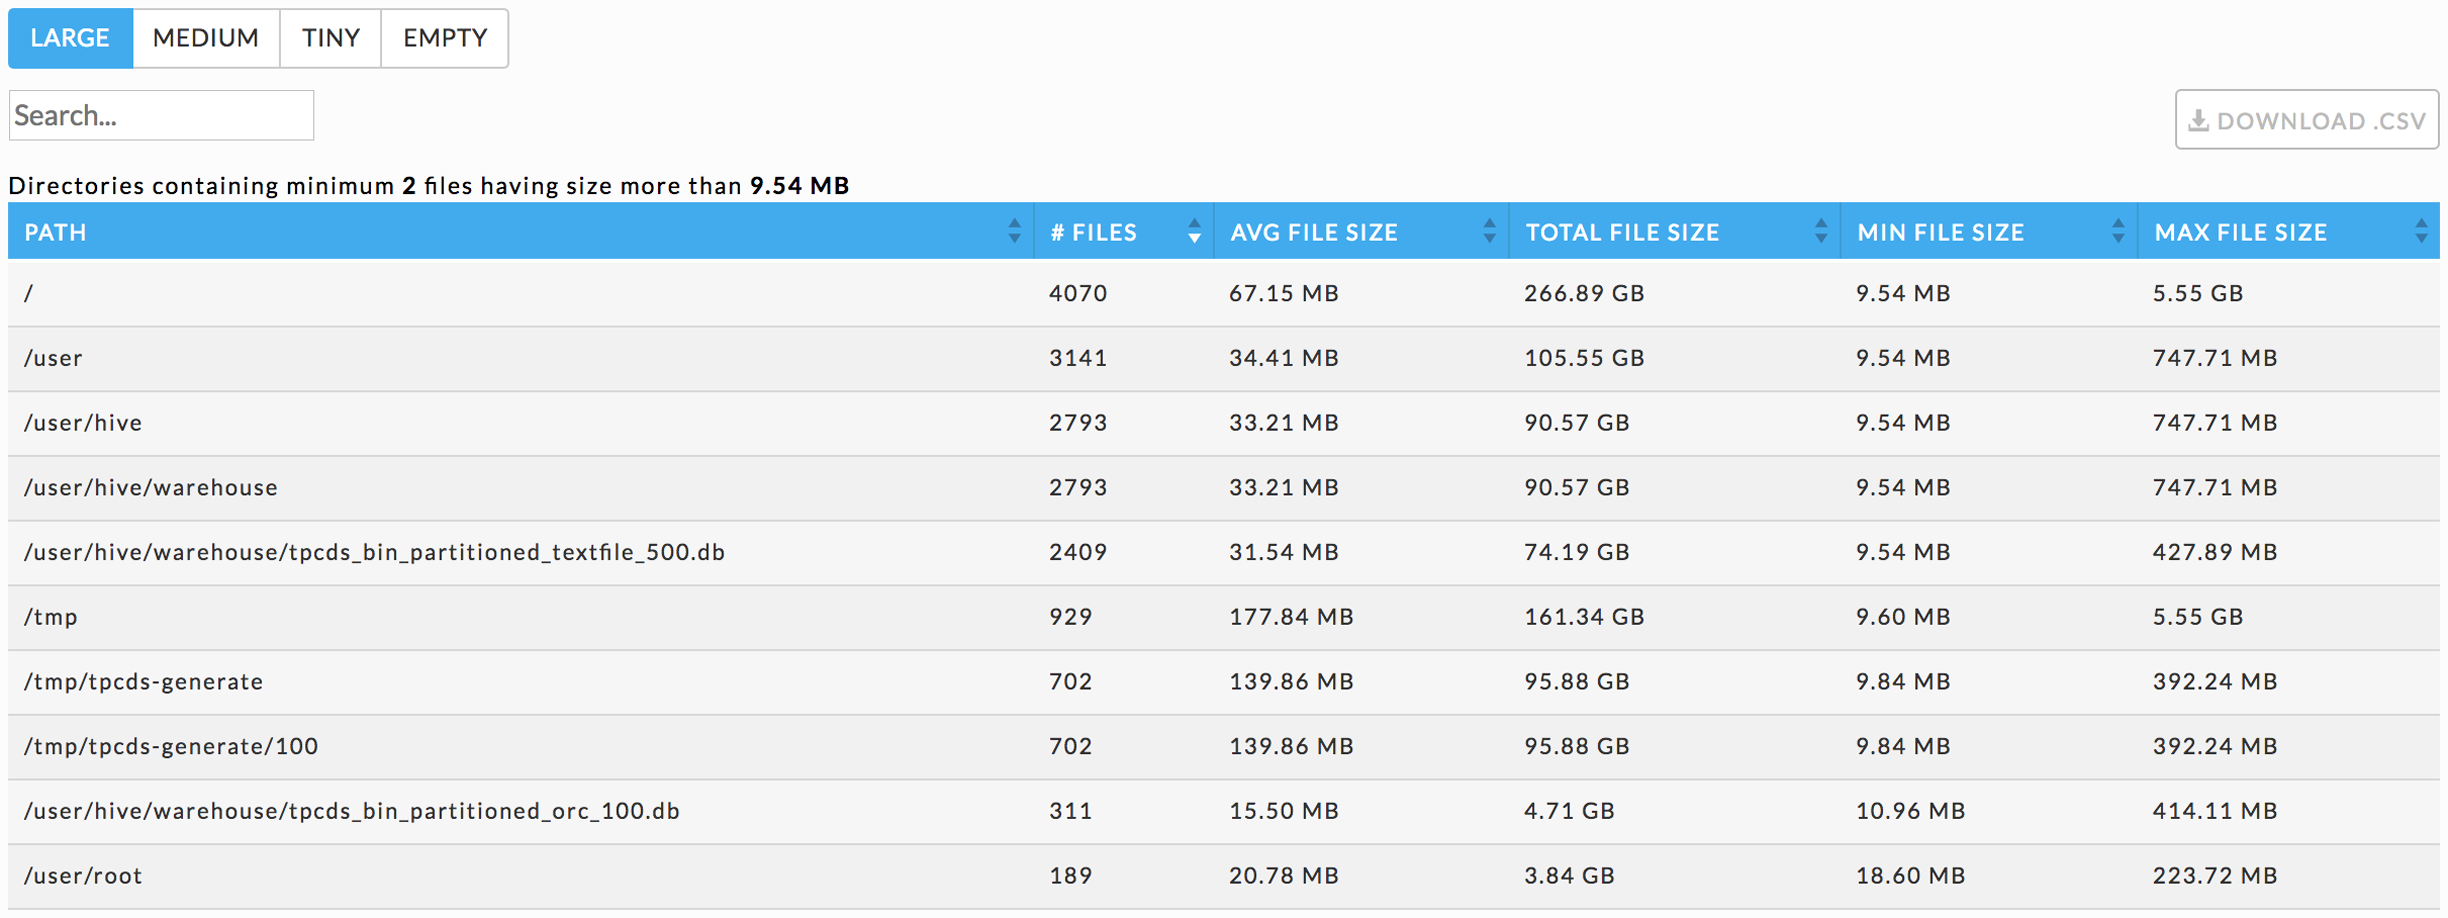 LARGE MEDIUM TINY EMPTY
Search...
DOWNLOAD .CSV
Directories containing minimum 2 files having size more than 9.54 MB
PATH # FILES AVG FILE SIZE TOTAL FILE SIZE MIN FILE SIZE MAX FILE SIZE
/ 4070 67.15 MB 266.89 GB 9.54 MB 5.55 GB
/user 3141 34.41 MB 105.55 GB 9.54 MB 747.71 MB
/user/hive 2793 33.21 MB 90.57 GB 9.54 MB 747.71 MB
/user/hive/warehouse 2793 33.21 MB 90.57 GB 9.54 MB 747.71 MB
/user/hive/warehouse/tpcds_bin_partitioned_textfile_500.db 2409 31.54 MB 74.19 GB 9.54 MB 427.89 MB
/tmp 929 177.84 MB 161.34 GB 9.60 MB 5.55 GB
/tmp/tpcds-generate 702 139.86 MB 95.88 GB 9.84 MB 392.24 MB
/tmp/tpcds-generate/100 702 139.86 MB 95.88 GB 9.84 MB 392.24 MB
/user/hive/warehouse/tpcds_bin_partitioned_orc_100.db 311 15.50 MB 4.71 GB 10.96 MB 414.11 MB
/user/root 189 20.78 MB 3.84 GB 18.60 MB 223.72 MB